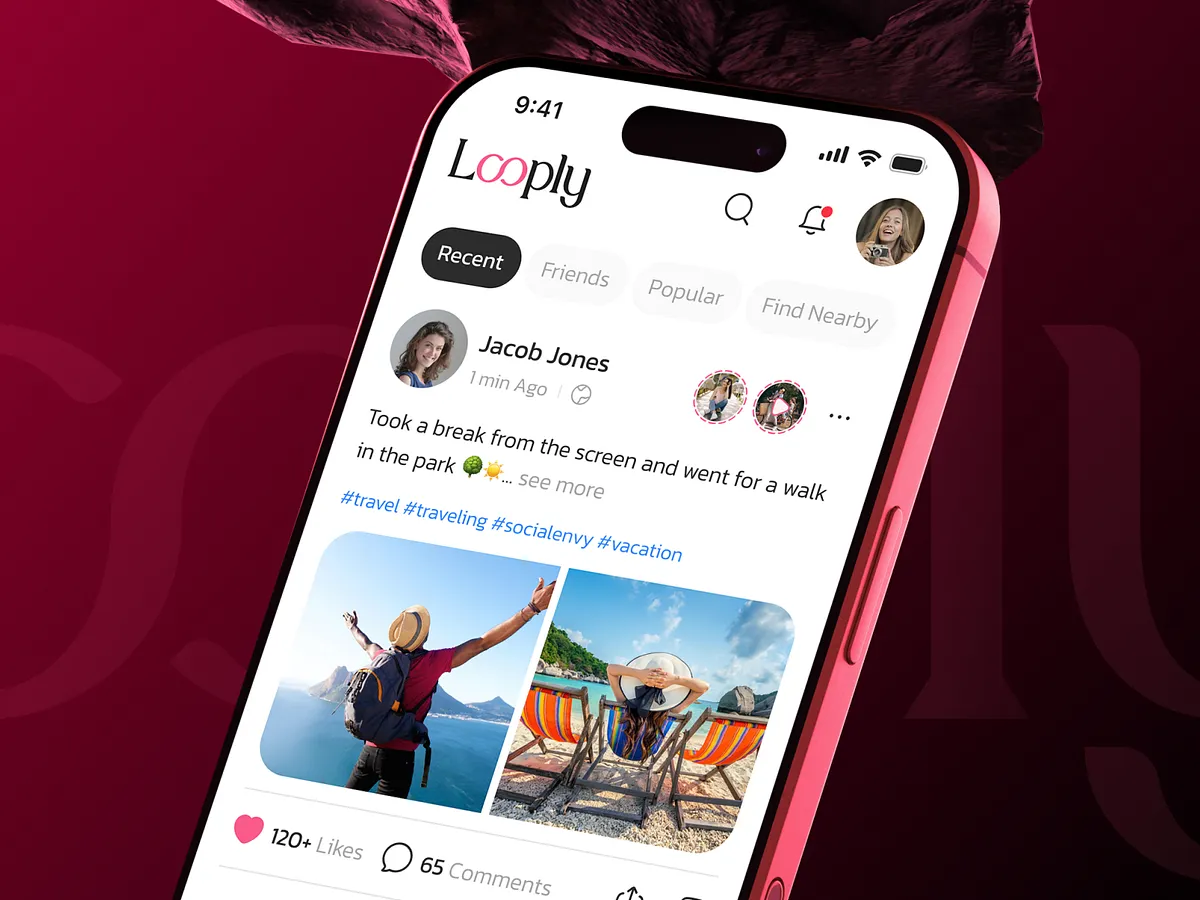 9:41
Looply
Recent
Friends
Popular
Find Nearby
Jacob Jones
1 min Ago
Took a break from the screen and went for a walk
in the park 🌳☀️... see more
#travel #traveling #socialenvy #vacation
120+ Likes
65 Comments